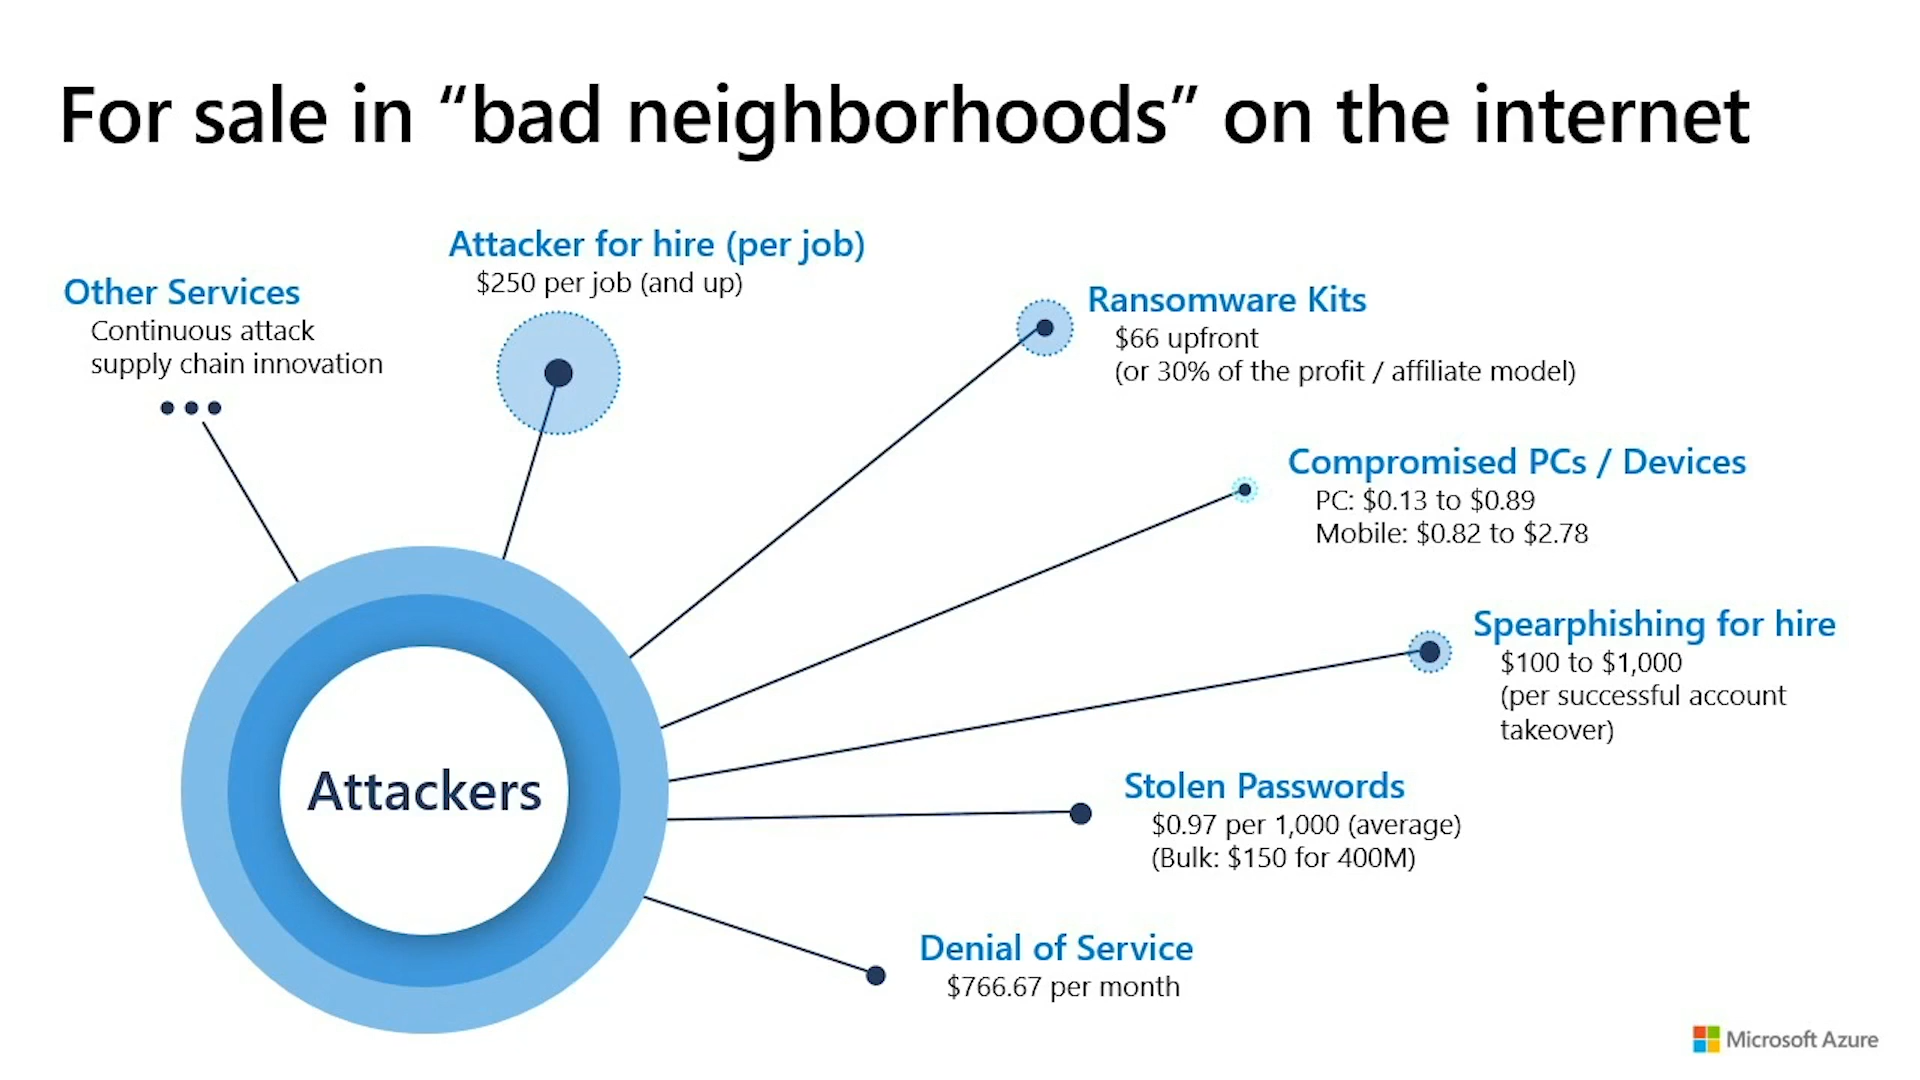 For sale in “bad neighborhoods” on the internet
Other Services
Continuous attack
supply chain innovation
Attacker for hire (per job)
$250 per job (and up)
Ransomware Kits
$66 upfront
(or 30% of the profit / affiliate model)
Compromised PCs / Devices
PC: $0.13 to $0.89
Mobile: $0.82 to $2.78
Spearphishing for hire
$100 to $1,000
(per successful account
takeover)
Stolen Passwords
$0.97 per 1,000 (average)
(Bulk: $150 for 400M)
Denial of Service
$766.67 per month
Attackers
Microsoft Azure